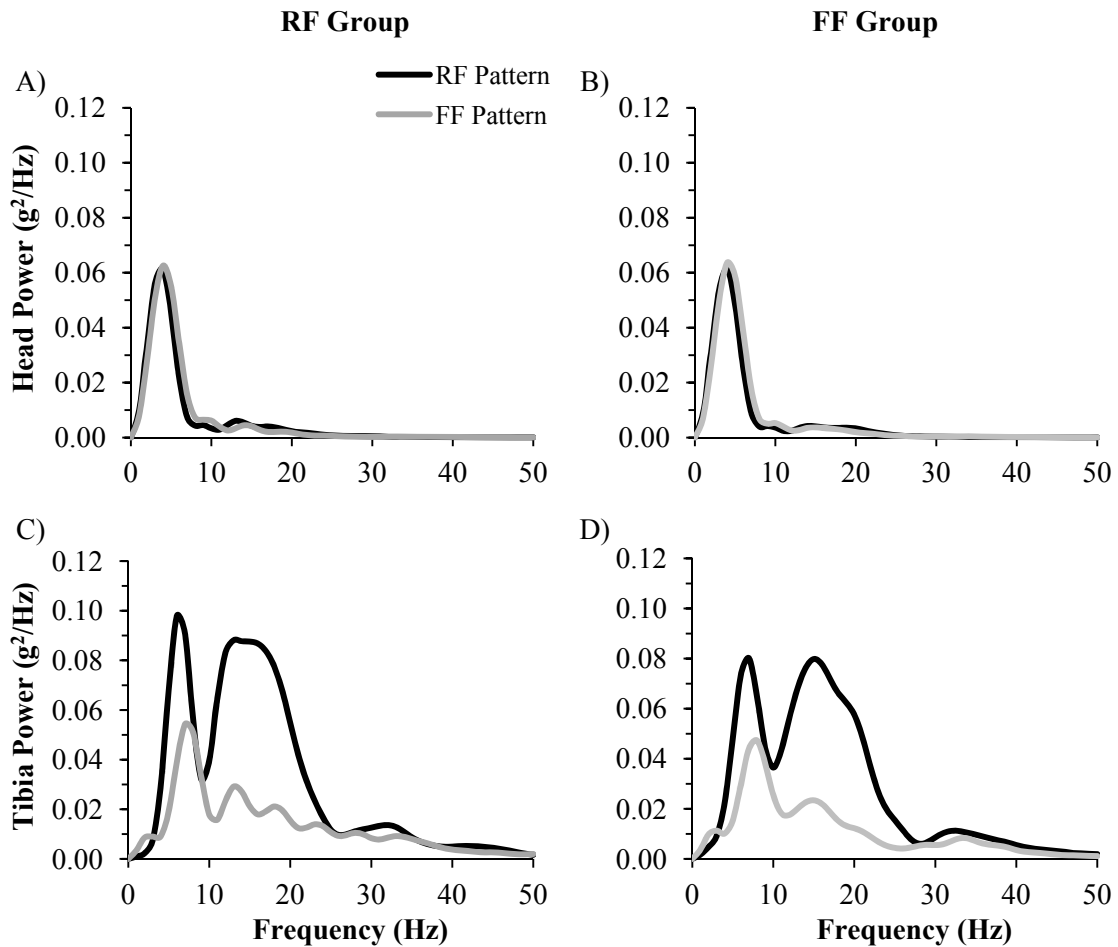 RF Group
FF Group
A)
RF Pattern
FF Pattern
B)
Head Power (g²/Hz)
0.12
0.10
0.08
0.06
0.04
0.02
0.00
0 10 20 30 40 50
0.12
0.10
0.08
0.06
0.04
0.02
0.00
0 10 20 30 40 50
C)
D)
Tibia Power (g²/Hz)
0.12
0.10
0.08
0.06
0.04
0.02
0.00
0 10 20 30 40 50
Frequency (Hz)
0.12
0.10
0.08
0.06
0.04
0.02
0.00
0 10 20 30 40 50
Frequency (Hz)